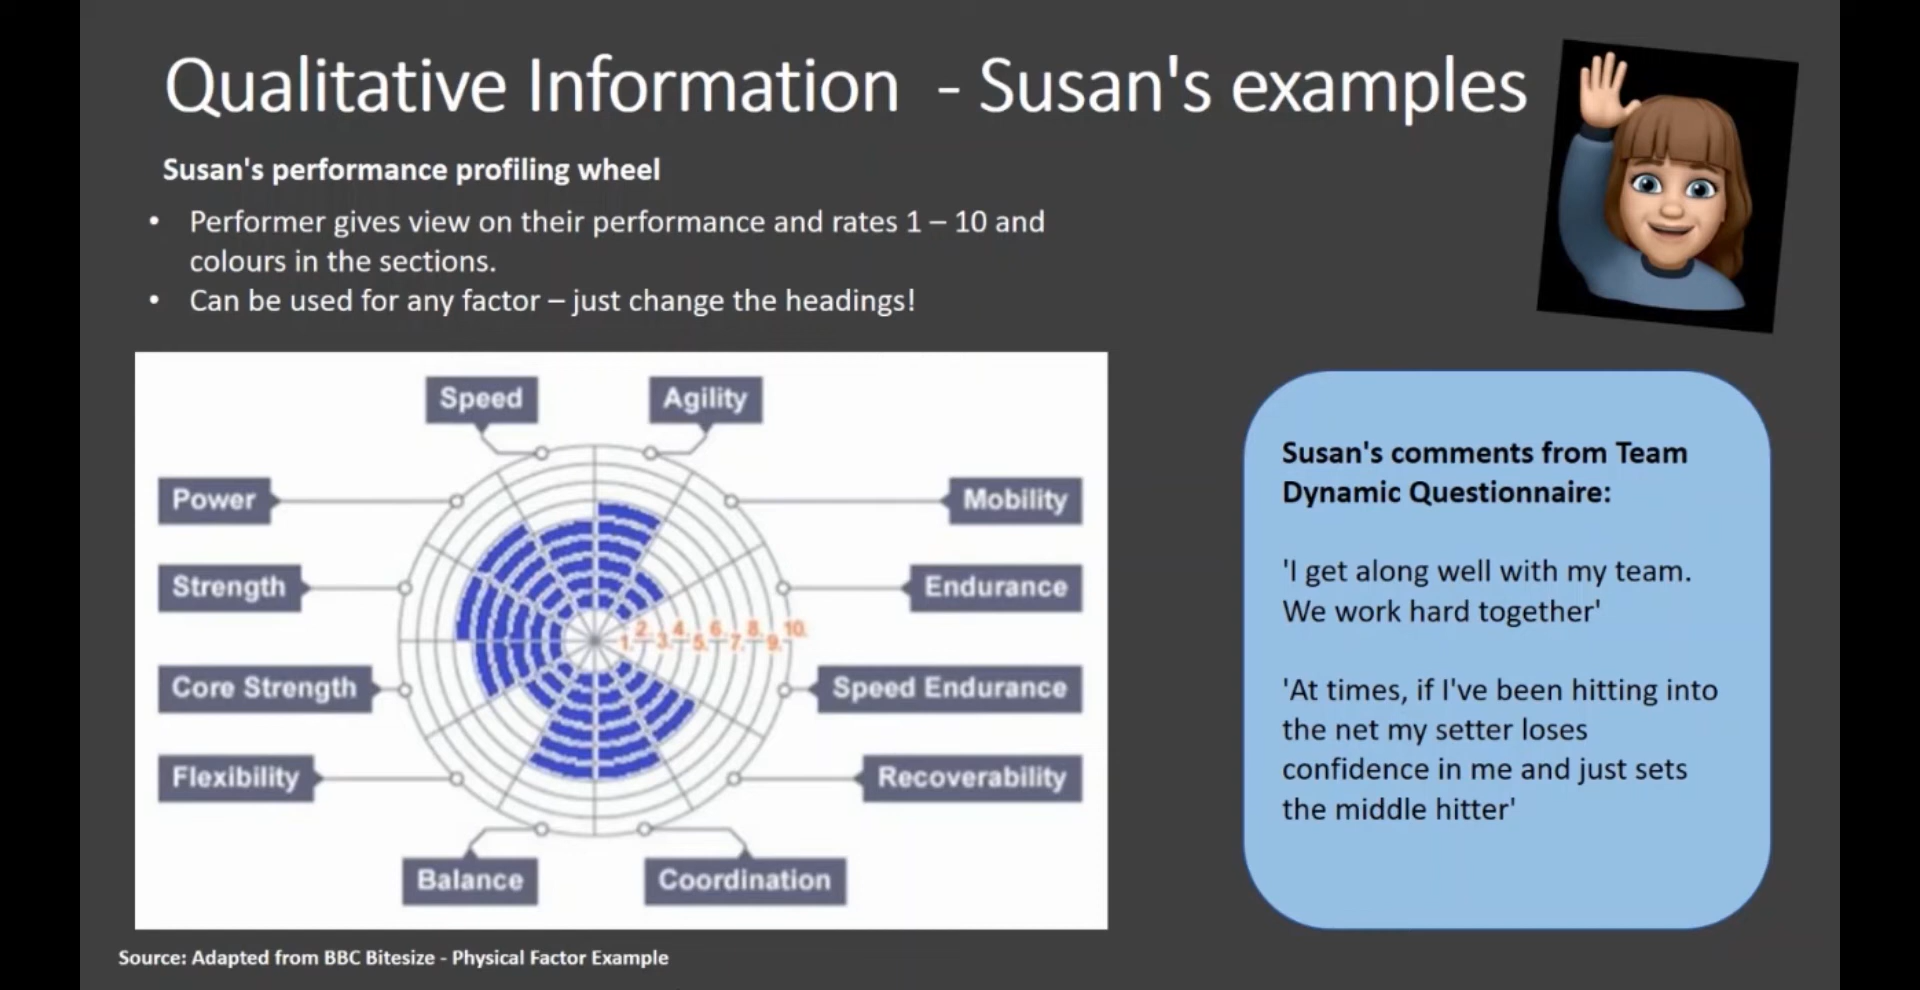 Qualitative Information - Susan's examples
Susan's performance profiling wheel
• Performer gives view on their performance and rates 1 – 10 and
colours in the sections.
• Can be used for any factor – just change the headings!
Speed
Agility
Power
Mobility
Strength
Endurance
1. 2. 3. 4. 5. 6. 7. 8. 9. 10.
Core Strength
Speed Endurance
Flexibility
Recoverability
Balance
Coordination
Susan's comments from Team
Dynamic Questionnaire:
'I get along well with my team.
We work hard together'
'At times, if I've been hitting into
the net my setter loses
confidence in me and just sets
the middle hitter'
Source: Adapted from BBC Bitesize - Physical Factor Example